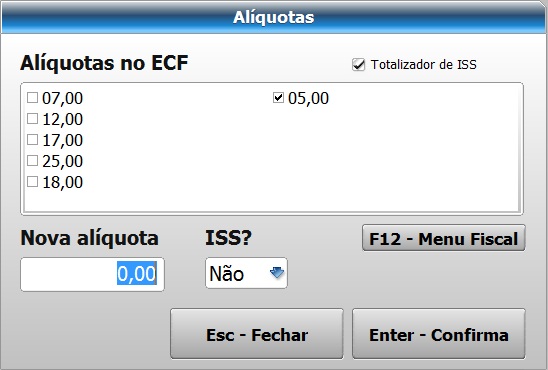 Alíquotas
Alíquotas no ECF
Totalizador de ISS
07,00 05,00
12,00
17,00
25,00
18,00
Nova alíquota ISS? F12 - Menu Fiscal
0,00 Não
Esc - Fechar Enter - Confirma